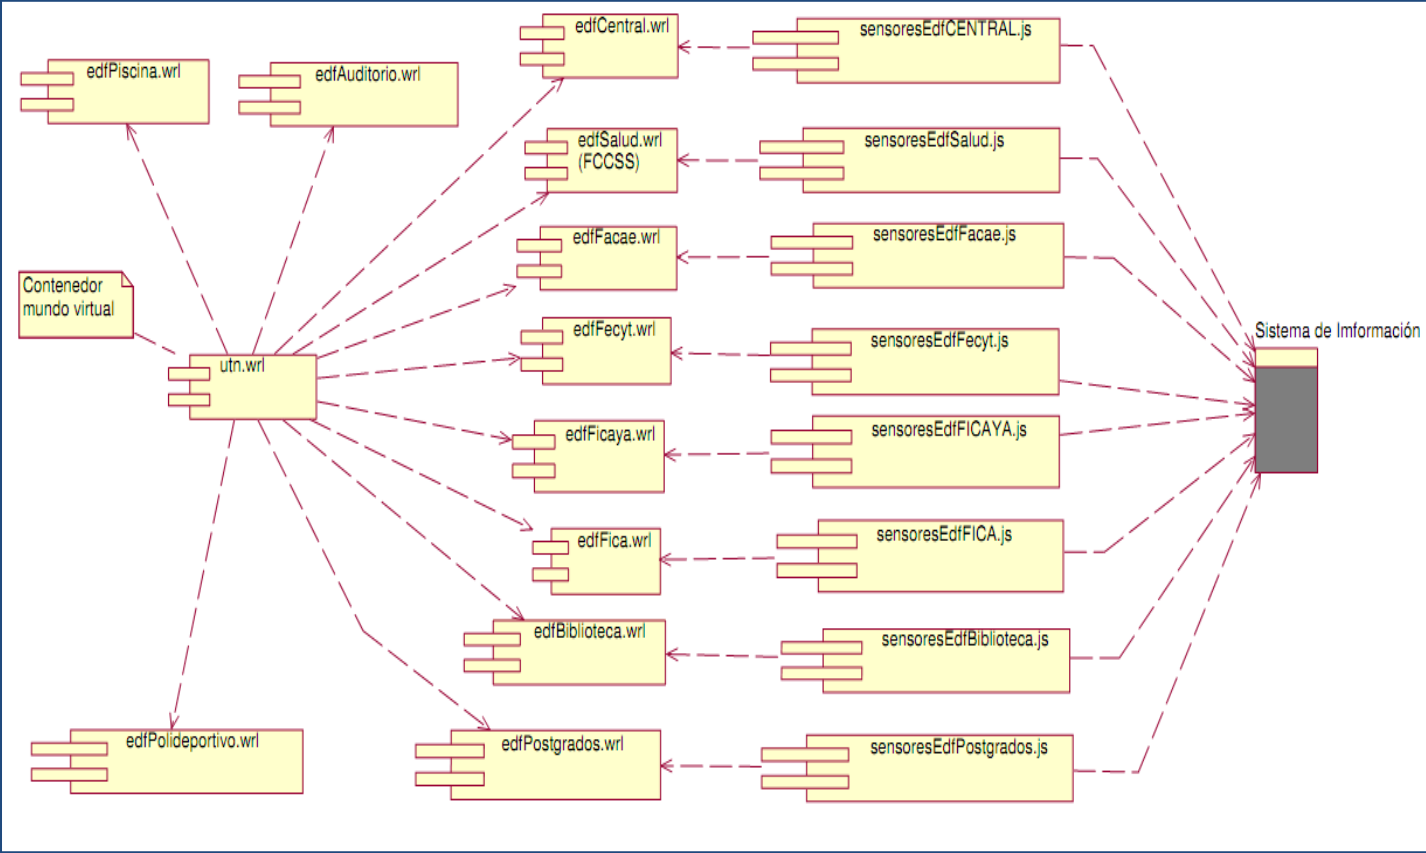 edfCentral.wrl
sensoresEdfCENTRAL.js
edfPiscina.wrl
edfAuditorio.wrl
edfSalud.wrl
(FCCSS)
sensoresEdfSalud.js
edfFacae.wrl
sensoresEdfFacae.js
Contenedor
mundo virtual
edfFecyt.wrl
sensoresEdfFecyt.js
Sistema de Imformación
utn.wrl
edfFicaya.wrl
sensoresEdfFICAYA.js
edfFica.wrl
sensoresEdfFICA.js
edfBiblioteca.wrl
sensoresEdfBiblioteca.js
edfPolideportivo.wrl
edfPostgrados.wrl
sensoresEdfPostgrados.js